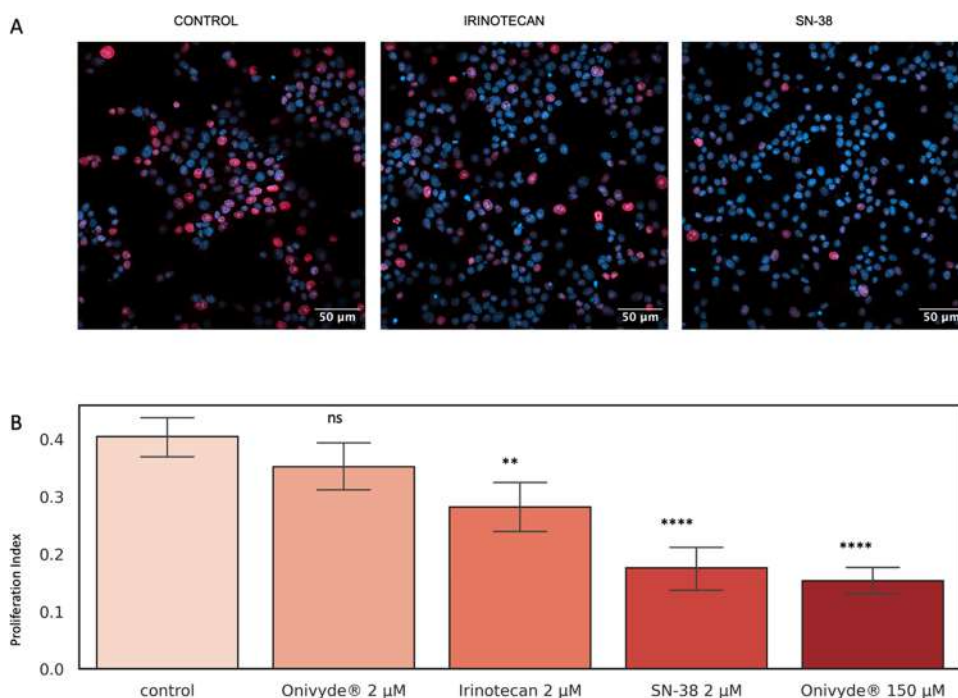 A
CONTROL
IRINOTECAN
SN-38
50 µm
50 µm
50 µm
B
Proliferation Index
0.4
0.3
0.2
0.1
0.0
ns
**
****
****
control
Onivyde® 2 µM
Irinotecan 2 µM
SN-38 2 µM
Onivyde® 150 µM